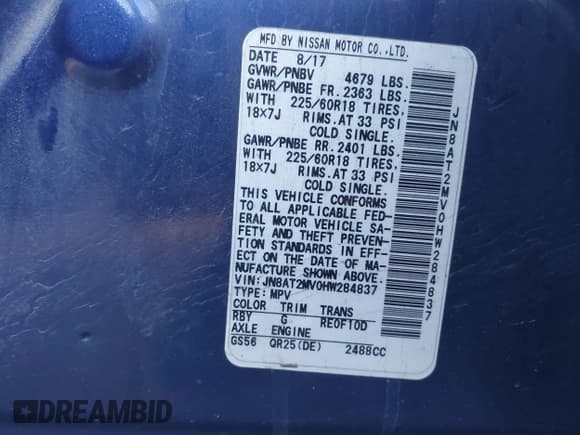 MFD BY NISSAN MOTOR CO.,LTD.
DATE 8/17
GVWR/PNBV 4679 LBS.
GAWR/PNBE FR. 2363 LBS.
WITH 225/60R18 TIRES,
18×7J RIMS.AT 33 PSI
COLD SINGLE.
GAWR/PNBE RR. 2401 LBS.
WITH 225/60R18 TIRES,
18×7J RIMS.AT 33 PSI
COLD SINGLE.
THIS VEHICLE CONFORMS
TO ALL APPLICABLE FED-
ERAL MOTOR VEHICLE SA-
FETY AND THEFT PREVEN-
TION STANDARDS IN EFF-
ECT ON THE DATE OF MA-
NUFACTURE SHOWN ABOVE.
VIN:JN8AT2MV0HW284837
TYPE:MPV
COLOR TRIM TRANS
RBY G RE0F10D
AXLE ENGINE
GS56 QR25(DE) 2488CC
JN8AT2MV0HW284837
DREAMBID